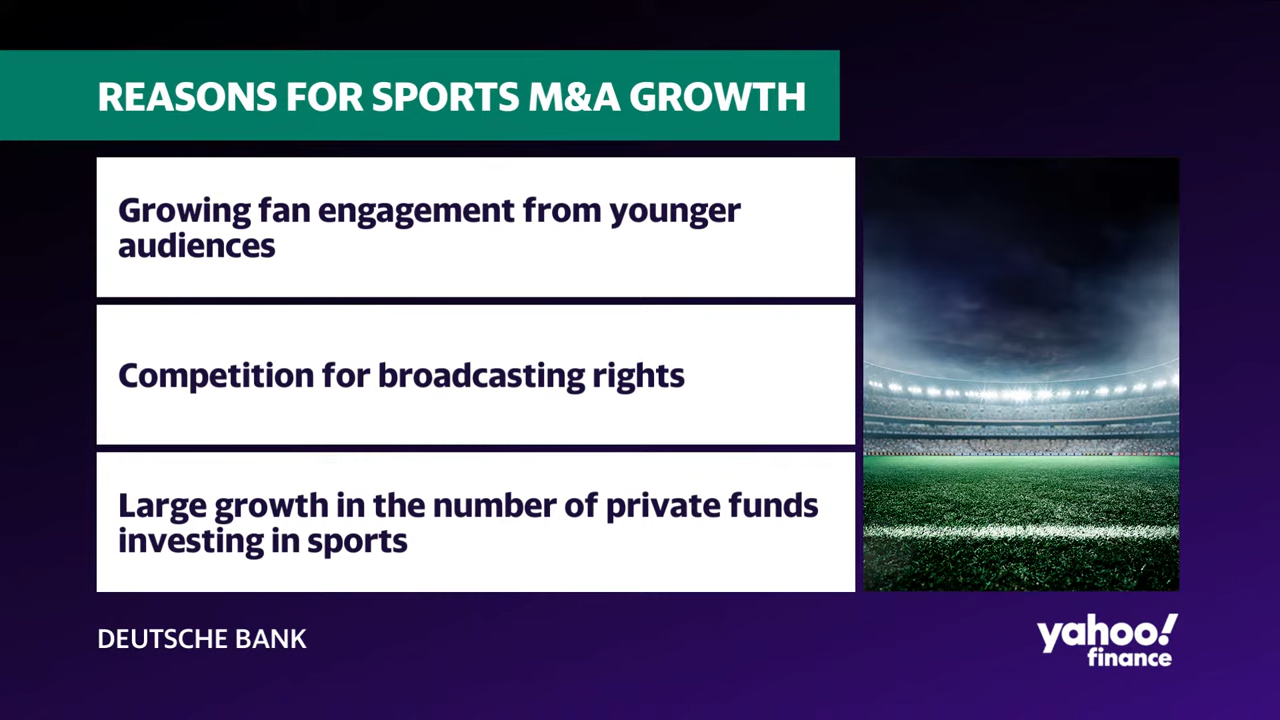 REASONS FOR SPORTS M&A GROWTH
Growing fan engagement from younger
audiences
Competition for broadcasting rights
Large growth in the number of private funds
investing in sports
DEUTSCHE BANK
yahoo!
finance